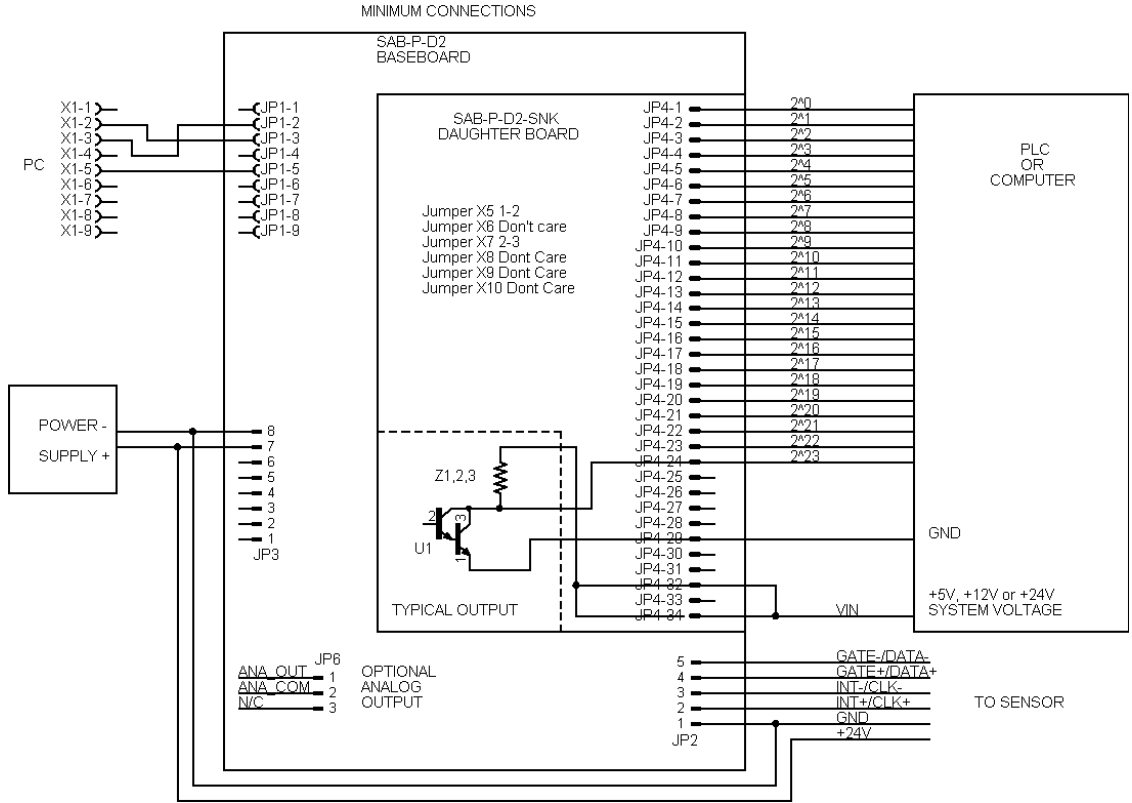 MINIMUM CONNECTIONS
SAB-P-D2
BASEBOARD
X1-1
X1-2
X1-3
X1-4
X1-5
X1-6
X1-7
X1-8
X1-9
PC
JP1-1
JP1-2
JP1-3
JP1-4
JP1-5
JP1-6
JP1-7
JP1-8
JP1-9
SAB-P-D2-SNK
DAUGHTER BOARD
Jumper X5 1-2
Jumper X6 Don't care
Jumper X7 2-3
Jumper X8 Dont Care
Jumper X9 Dont Care
Jumper X10 Dont Care
JP4-1
JP4-2
JP4-3
JP4-4
JP4-5
JP4-6
JP4-7
JP4-8
JP4-9
JP4-10
JP4-11
JP4-12
JP4-13
JP4-14
JP4-15
JP4-16
JP4-17
JP4-18
JP4-19
JP4-20
JP4-21
JP4-22
JP4-23
JP4-24
JP4-25
JP4-26
JP4-27
JP4-28
JP4-29
JP4-30
JP4-31
JP4-32
JP4-33
JP4-34
2^0
2^1
2^2
2^3
2^4
2^5
2^6
2^7
2^8
2^9
2^10
2^11
2^12
2^13
2^14
2^15
2^16
2^17
2^18
2^19
2^20
2^21
2^22
2^23
PLC
OR
COMPUTER
GND
+5V, +12V or +24V
SYSTEM VOLTAGE
VIN
POWER -
SUPPLY +
8
7
6
5
4
3
2
1
JP3
Z1,2,3
2
3
1
U1
TYPICAL OUTPUT
JP6
ANA_OUT 1
ANA_COM 2
N/C 3
OPTIONAL
ANALOG
OUTPUT
5 GATE-/DATA-
4 GATE+/DATA+
3 INT-/CLK-
2 INT+/CLK+
1 GND
+24V
JP2
TO SENSOR